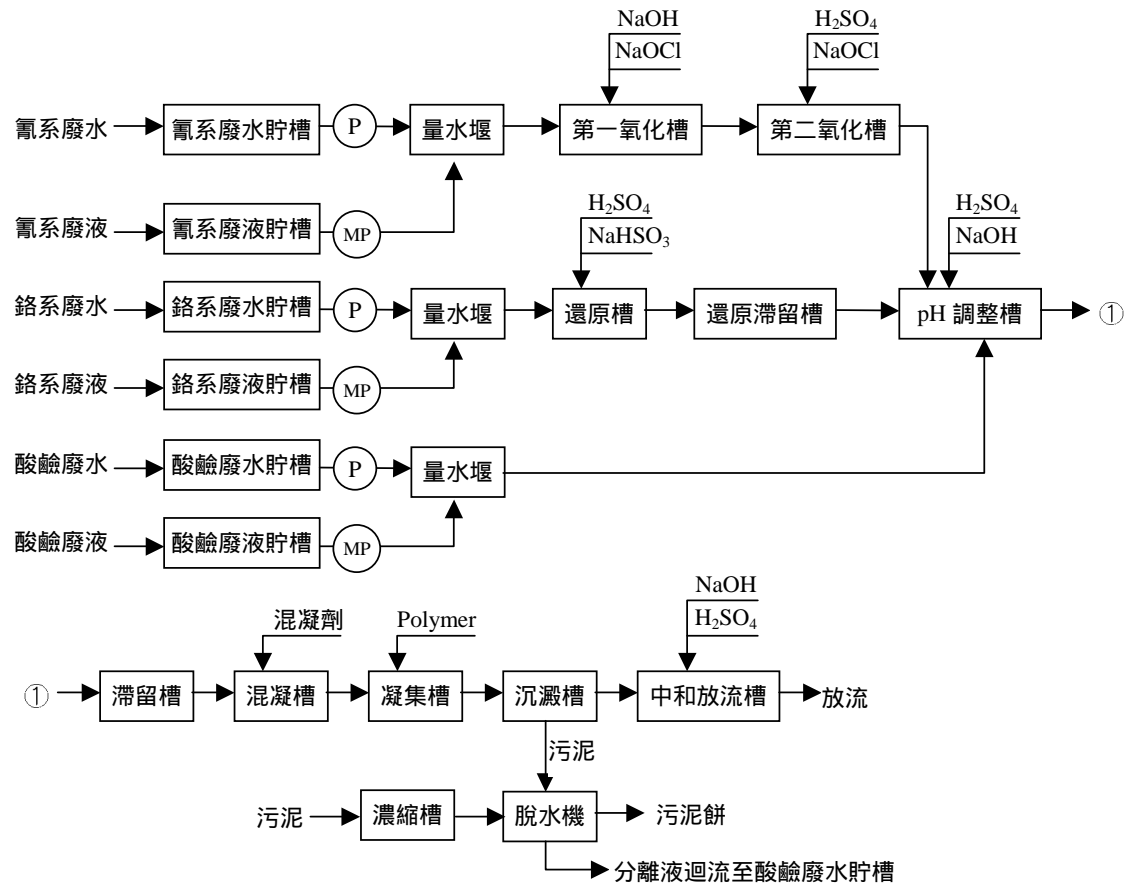 NaOH
NaOCl
H₂SO₄
NaOCl
氰系廢水
氰系廢水貯槽
P
量水堰
第一氧化槽
第二氧化槽
氰系廢液
氰系廢液貯槽
MP
H₂SO₄
NaHSO₃
H₂SO₄
NaOH
鉻系廢水
鉻系廢水貯槽
P
量水堰
還原槽
還原滯留槽
pH 調整槽
①
鉻系廢液
鉻系廢液貯槽
MP
酸鹼廢水
酸鹼廢水貯槽
P
量水堰
酸鹼廢液
酸鹼廢液貯槽
MP
混凝劑
Polymer
NaOH
H₂SO₄
①
滯留槽
混凝槽
凝集槽
沉澱槽
中和放流槽
放流
污泥
污泥
濃縮槽
脫水機
污泥餅
分離液迴流至酸鹼廢水貯槽